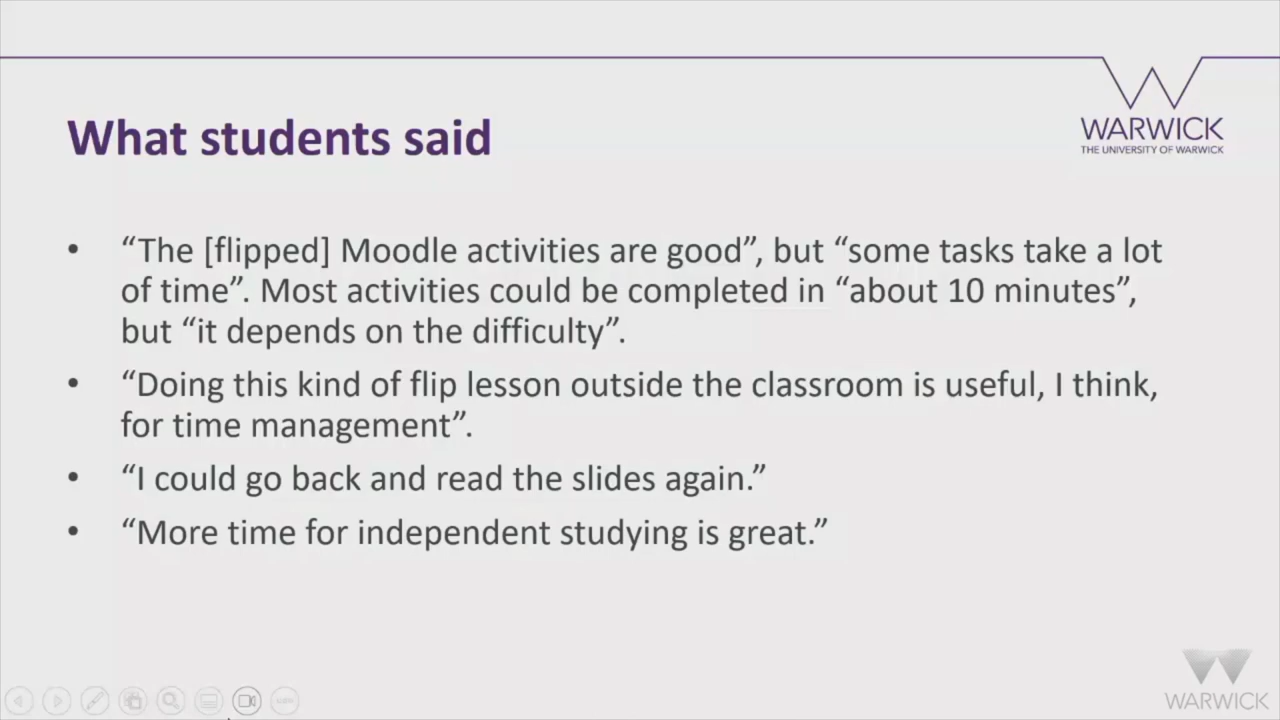 WARWICK
THE UNIVERSITY OF WARWICK
What students said
• “The [flipped] Moodle activities are good”, but “some tasks take a lot
of time”. Most activities could be completed in “about 10 minutes”,
but “it depends on the difficulty”.
• “Doing this kind of flip lesson outside the classroom is useful, I think,
for time management”.
• “I could go back and read the slides again.”
• “More time for independent studying is great.”
WARWICK